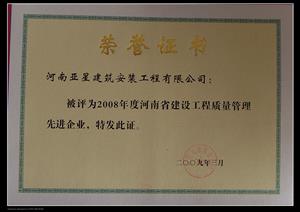 荣誉证书
河南亚星建筑安装工程有限公司：
被评为2008年度河南省建设工程质量管理
先进企业，特发此证。
二〇〇九年三月